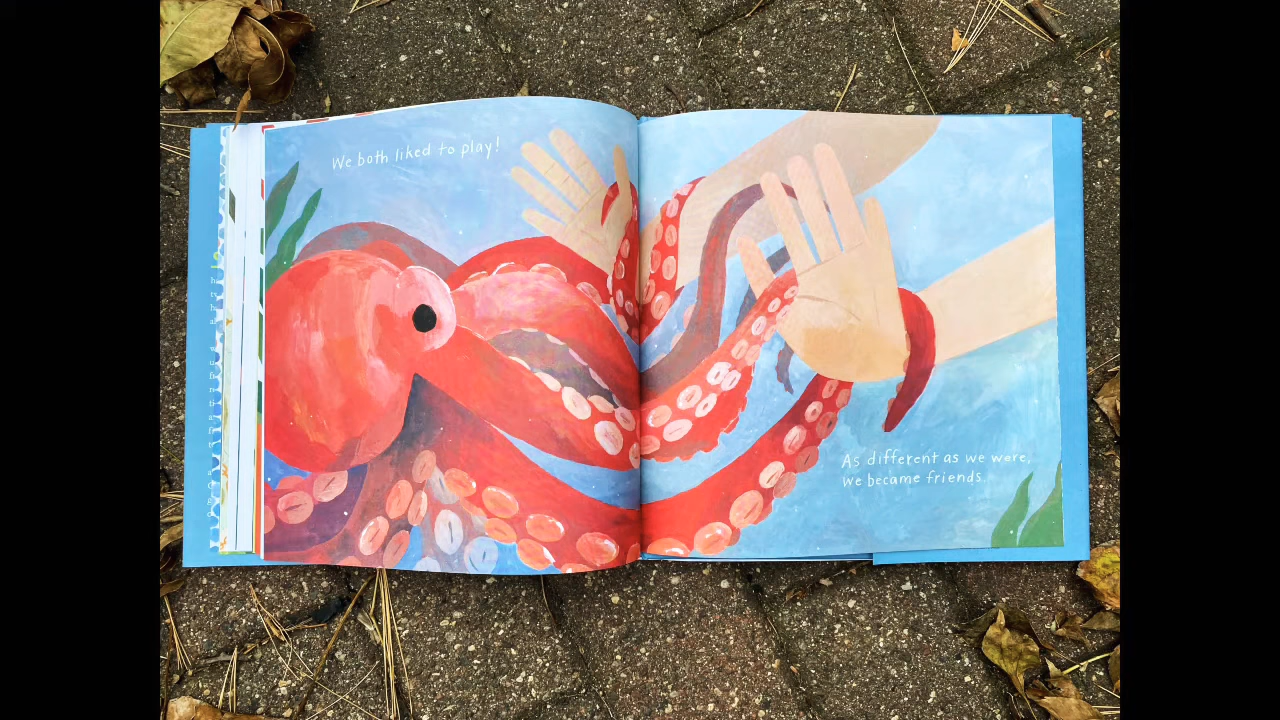 We both liked to play!
As different as we were,
we became friends.